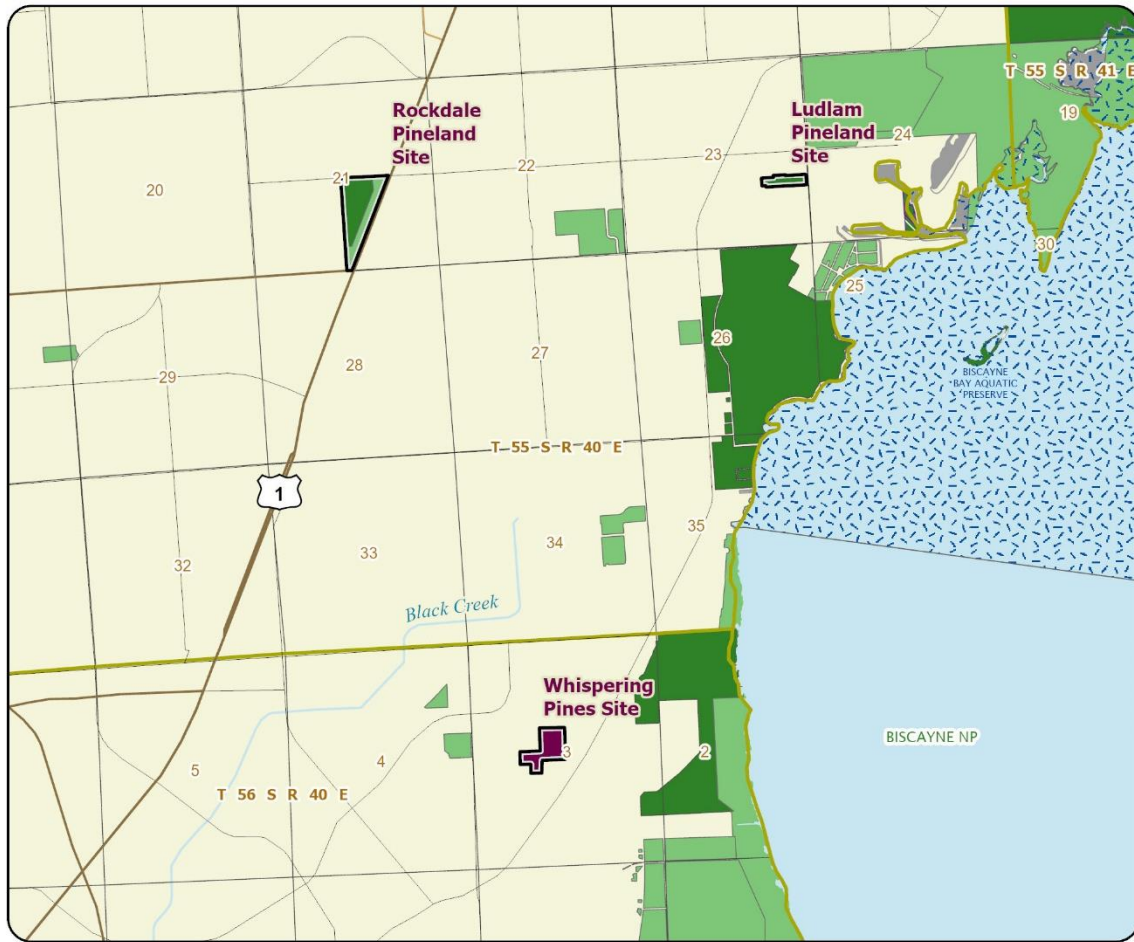 T 55 S R 41 E
19
Rockdale
Pineland
Site
Ludlam
Pineland
Site
24
23
22
21
20
30
25
26
27
28
29
BISCAYNE
BAY AQUATIC
PRESERVE
T 55 S R 40 E
1
35
34
33
32
Black Creek
Whispering
Pines Site
BISCAYNE NP
2
3
4
5
T 56 S R 40 E